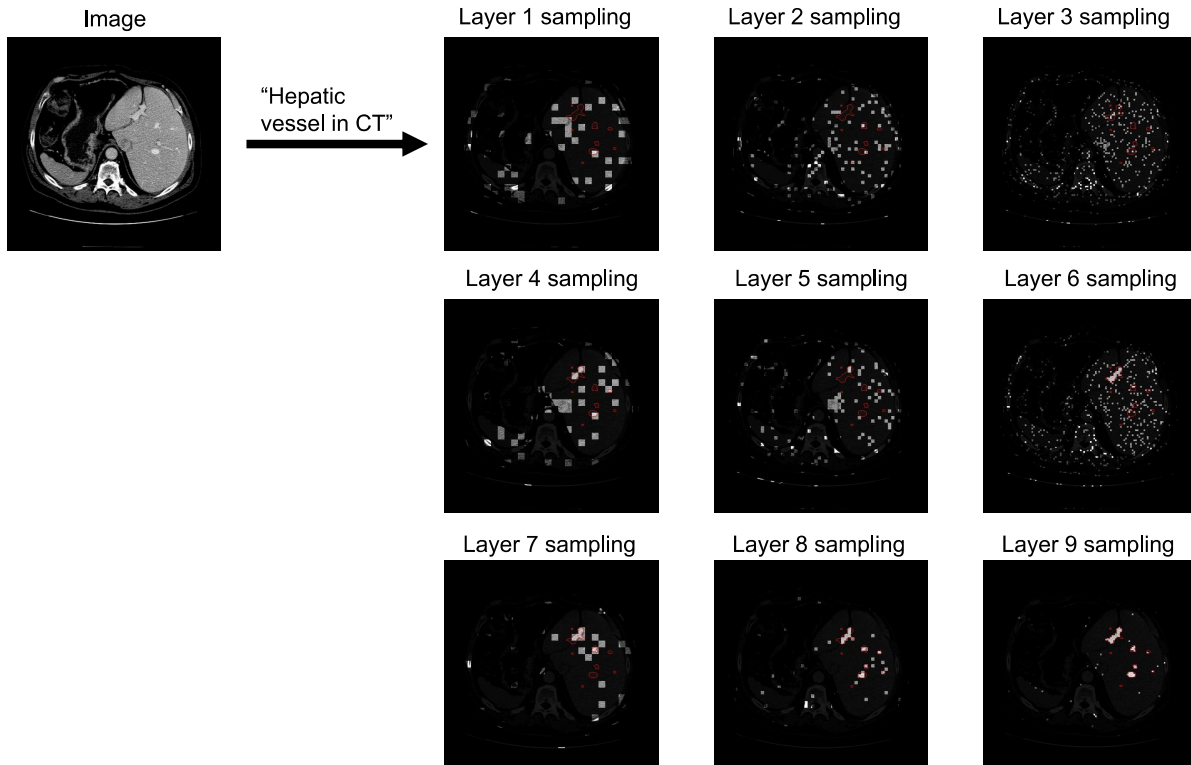 Image
Layer 1 sampling
Layer 2 sampling
Layer 3 sampling
“Hepatic
vessel in CT”
Layer 4 sampling
Layer 5 sampling
Layer 6 sampling
Layer 7 sampling
Layer 8 sampling
Layer 9 sampling